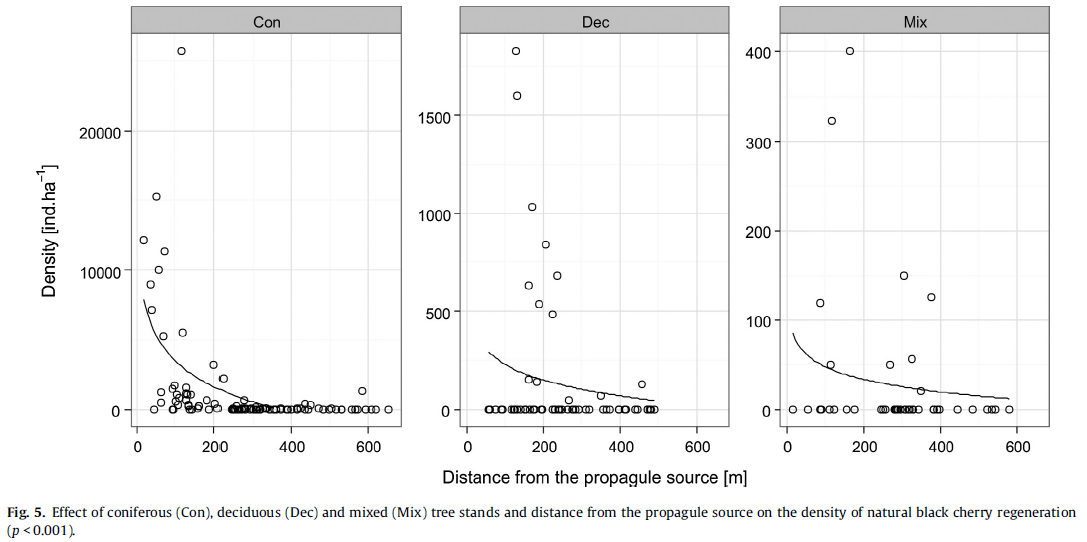 Con Dec Mix
20000
10000
0
1500
1000
500
0
400
300
200
100
0
Density [ind.ha⁻¹]
0 200 400 600 0 200 400 600 0 200 400 600
Distance from the propagule source [m]
Fig. 5. Effect of coniferous (Con), deciduous (Dec) and mixed (Mix) tree stands and distance from the propagule source on the density of natural black cherry regeneration
(p < 0.001).